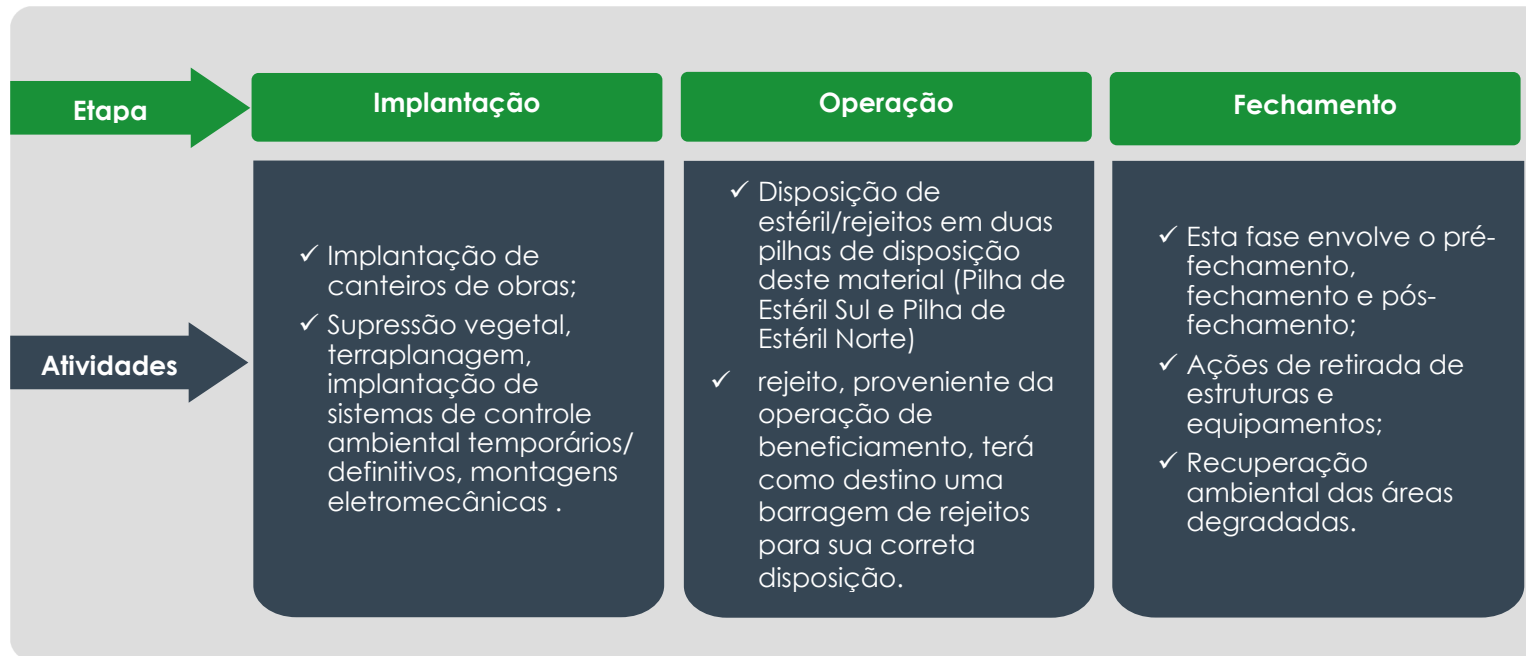 Etapa
Implantação
Operação
Fechamento
Atividades
✓ Implantação de
canteiros de obras;
✓ Supressão vegetal,
terraplanagem,
implantação de
sistemas de controle
ambiental temporários/
definitivos, montagens
eletromecânicas .
✓ Disposição de
estéril/rejeitos em duas
pilhas de disposição
deste material (Pilha de
Estéril Sul e Pilha de
Estéril Norte)
✓ rejeito, proveniente da
operação de
beneficiamento, terá
como destino uma
barragem de rejeitos
para sua correta
disposição.
✓ Esta fase envolve o pré-
fechamento,
fechamento e pós-
fechamento;
✓ Ações de retirada de
estruturas e
equipamentos;
✓ Recuperação
ambiental das áreas
degradadas.